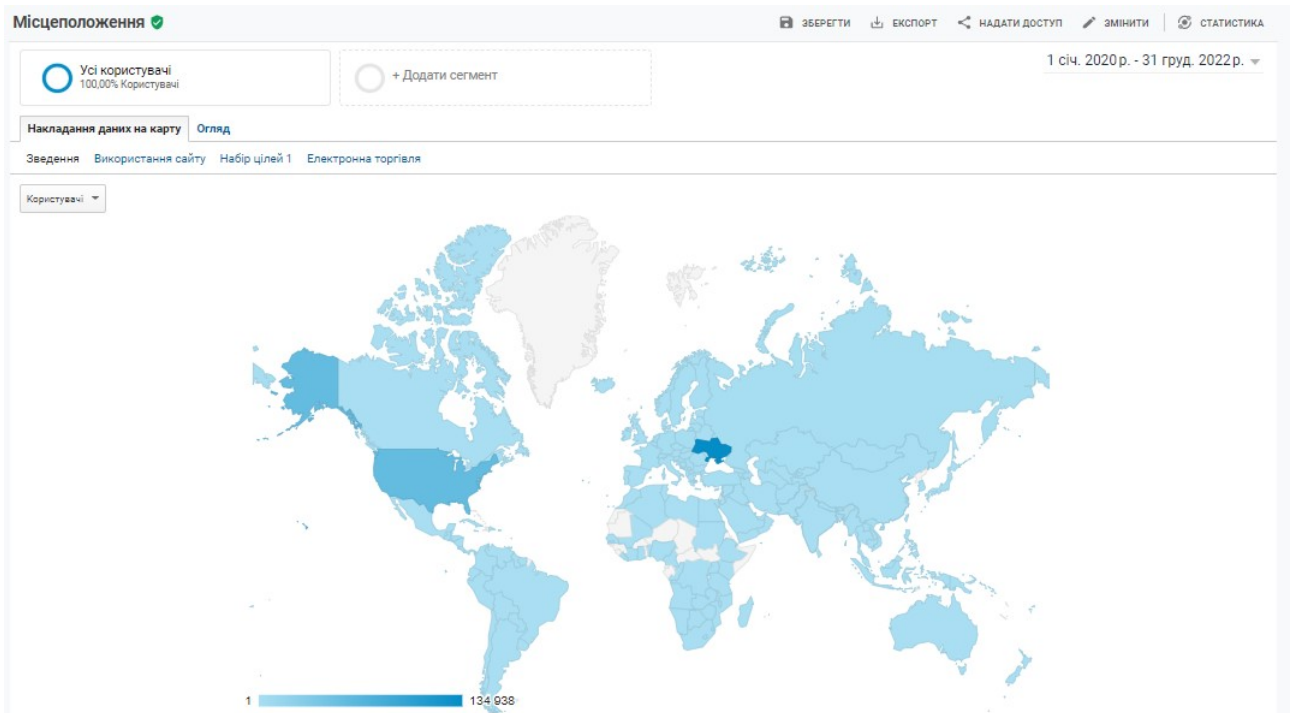 Місцеположення
ЗБЕРЕГТИ ЕКСПОРТ НАДАТИ ДОСТУП ЗМІНИТИ СТАТИСТИКА
Усі користувачі
100,00% Користувачі
+ Додати сегмент
1 січ. 2020 р. - 31 груд. 2022 р.
Накладання даних на карту Огляд
Зведення Використання сайту Набір цілей 1 Електронна торгівля
Користувачі
1 134 938